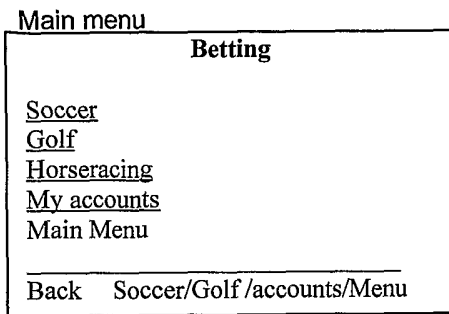 Main menu
Betting
Soccer
Golf
Horseracing
My accounts
Main Menu
Back Soccer/Golf /accounts/Menu